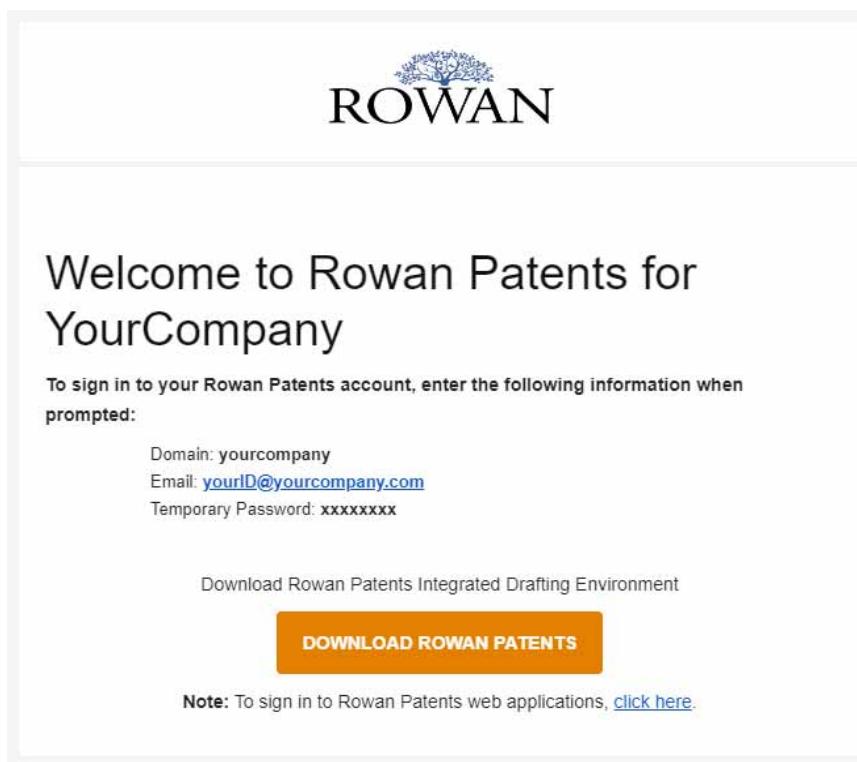 ROWAN
Welcome to Rowan Patents for
YourCompany
To sign in to your Rowan Patents account, enter the following information when
prompted:
Domain: yourcompany
Email: yourID@yourcompany.com
Temporary Password: xxxxxxxx
Download Rowan Patents Integrated Drafting Environment
DOWNLOAD ROWAN PATENTS
Note: To sign in to Rowan Patents web applications, click here.